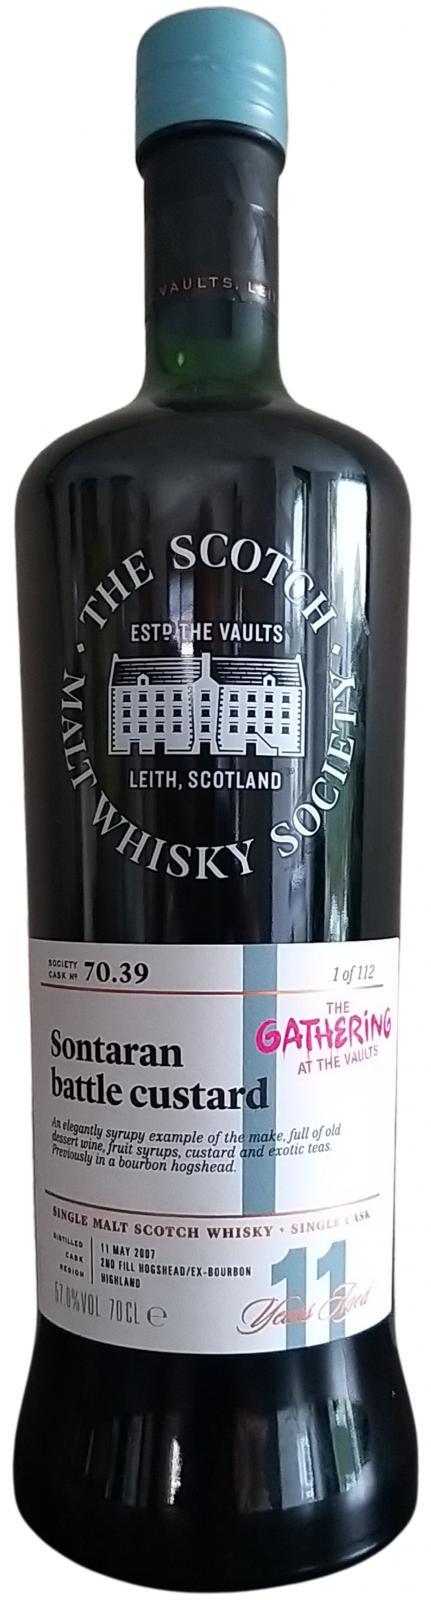 VAULTS, LEI
THE SCOTCH
MALT WHISKY SOCIETY
ESTD THE VAULTS
LEITH, SCOTLAND
SOCIETY
CASK Nº 70.39
1 of 112
THE
GATHERING
AT THE VAULTS
Sontaran
battle custard
An elegantly syrupy example of the make, full of old
dessert wine, fruit syrups, custard and exotic teas.
Previously in a bourbon hogshead.
SINGLE MALT SCOTCH WHISKY • SINGLE CASK
DISTILLED 11 MAY 2007
CASK 2ND FILL HOGSHEAD/EX-BOURBON
REGION HIGHLAND
57.0%VOL 70CL ℮
11
Years Aged